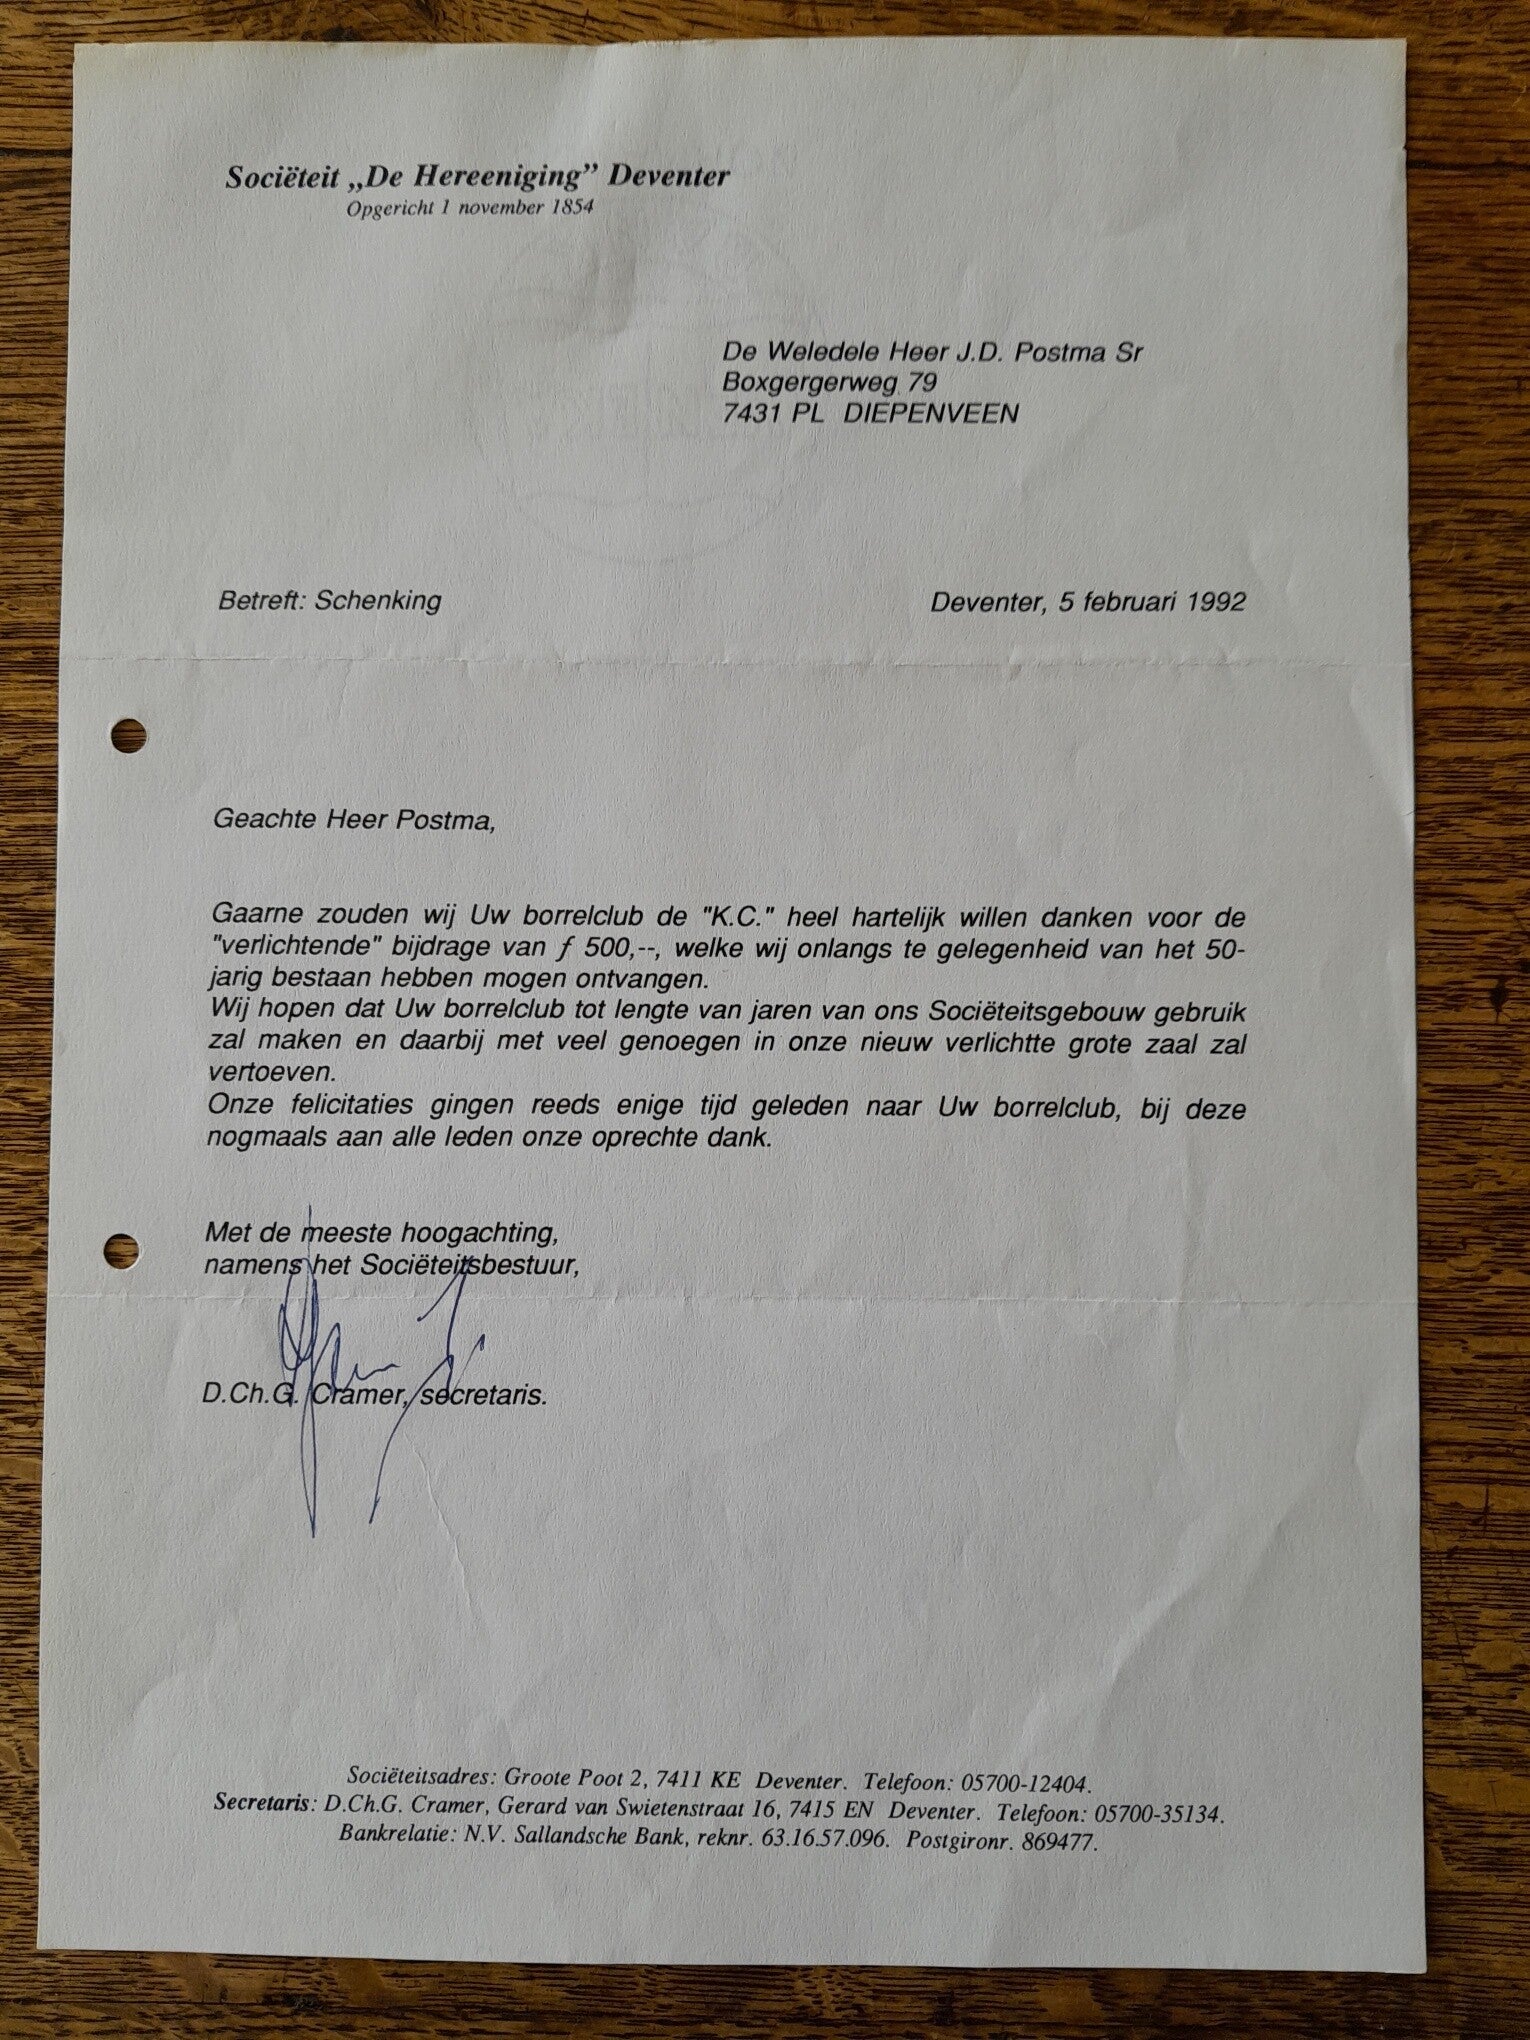 Sociëteit „De Hereeniging” Deventer
Opgericht 1 november 1854
De Weledele Heer J.D. Postma Sr
Boxgergerweg 79
7431 PL DIEPENVEEN
Betreft: Schenking
Deventer, 5 februari 1992
Geachte Heer Postma,
Gaarne zouden wij Uw borrelclub de "K.C." heel hartelijk willen danken voor de
"verlichtende" bijdrage van ƒ 500,--, welke wij onlangs te gelegenheid van het 50-
jarig bestaan hebben mogen ontvangen.
Wij hopen dat Uw borrelclub tot lengte van jaren van ons Sociëteitsgebouw gebruik
zal maken en daarbij met veel genoegen in onze nieuw verlichtte grote zaal zal
vertoeven.
Onze felicitaties gingen reeds enige tijd geleden naar Uw borrelclub, bij deze
nogmaals aan alle leden onze oprechte dank.
Met de meeste hoogachting,
namens het Sociëteitsbestuur,
D.Ch.G. Cramer, secretaris.
Sociëteitsadres: Groote Poot 2, 7411 KE Deventer. Telefoon: 05700-12404.
Secretaris: D.Ch.G. Cramer, Gerard van Swietenstraat 16, 7415 EN Deventer. Telefoon: 05700-35134.
Bankrelatie: N.V. Sallandsche Bank, reknr. 63.16.57.096. Postgironr. 869477.